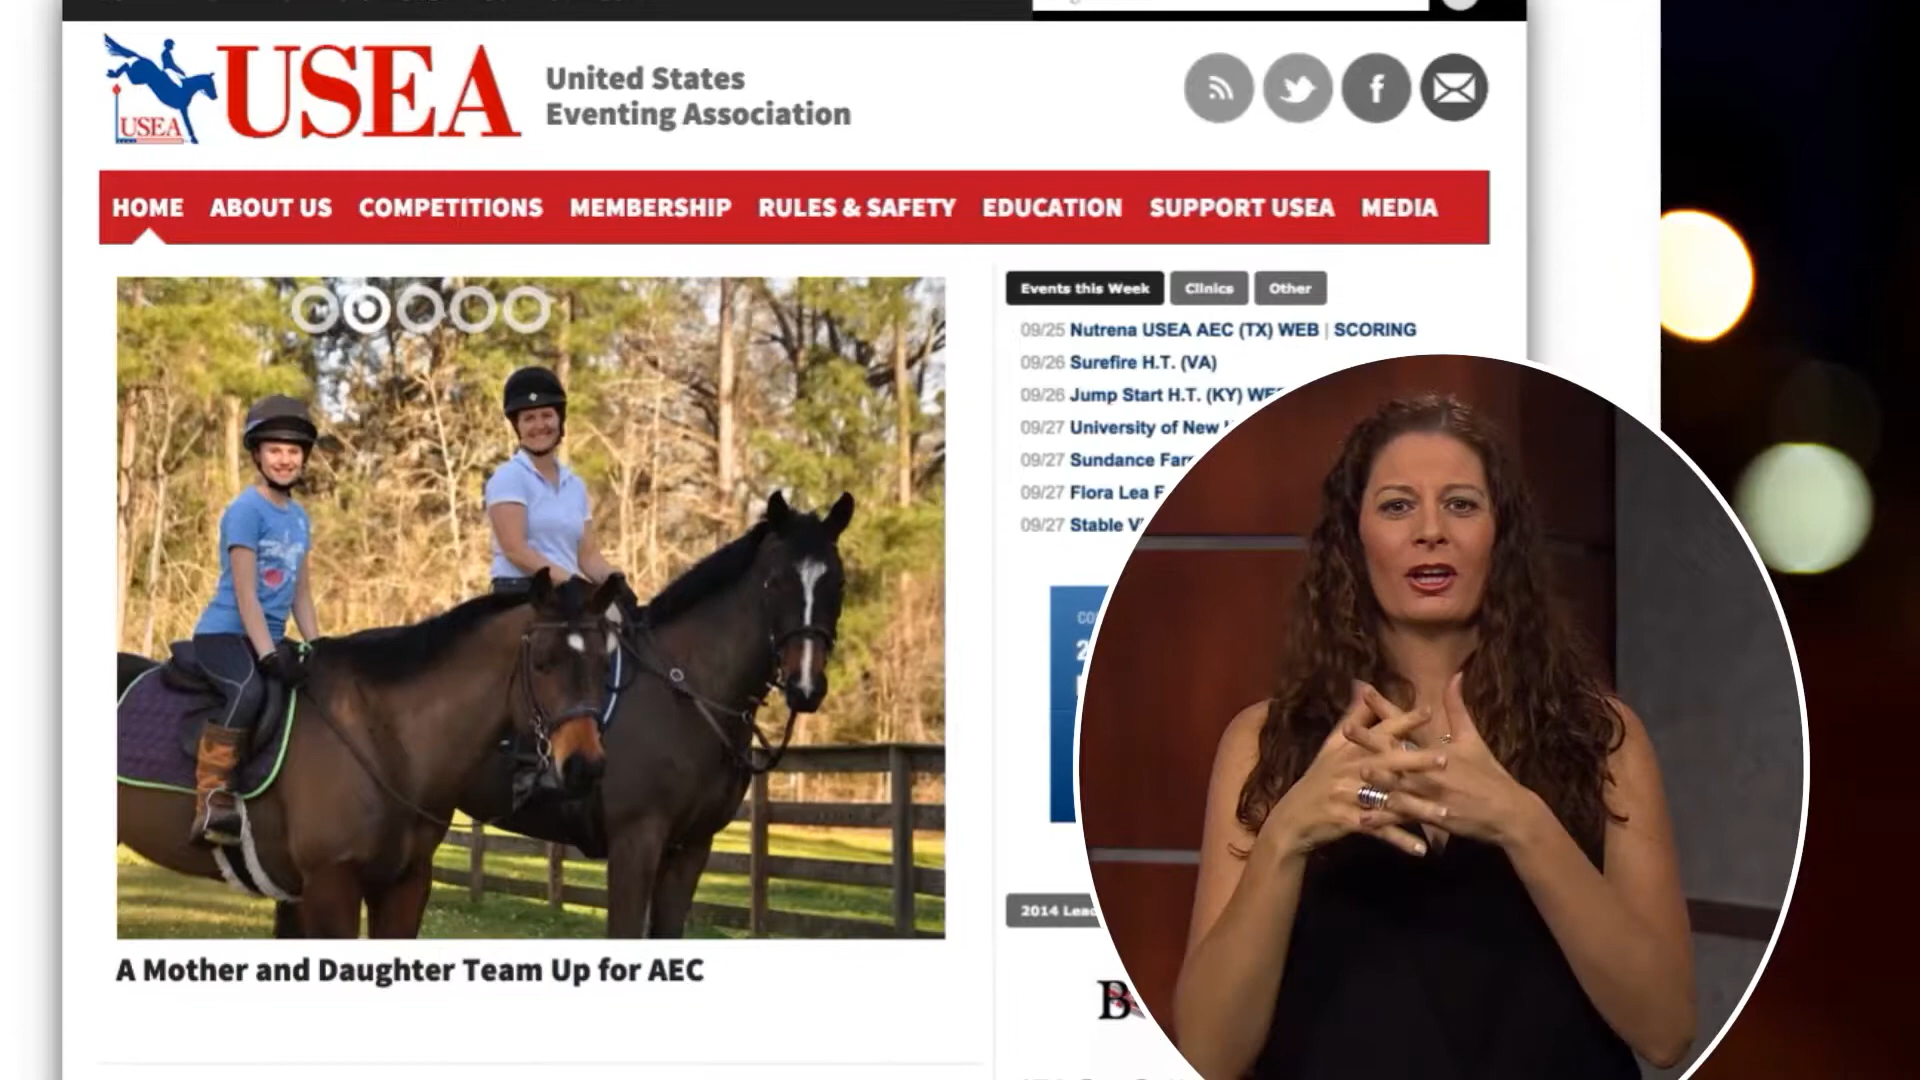 USEA
USEA
United States
Eventing Association
HOME ABOUT US COMPETITIONS MEMBERSHIP RULES & SAFETY EDUCATION SUPPORT USEA MEDIA
Events this Week Clinics Other
09/25 Nutrena USEA AEC (TX) WEB | SCORING
09/26 Surefire H.T. (VA)
09/26 Jump Start H.T. (KY)
09/27 University of New
09/27 Sundance
09/27 Flora Lea
09/27 Stable
2014
A Mother and Daughter Team Up for AEC